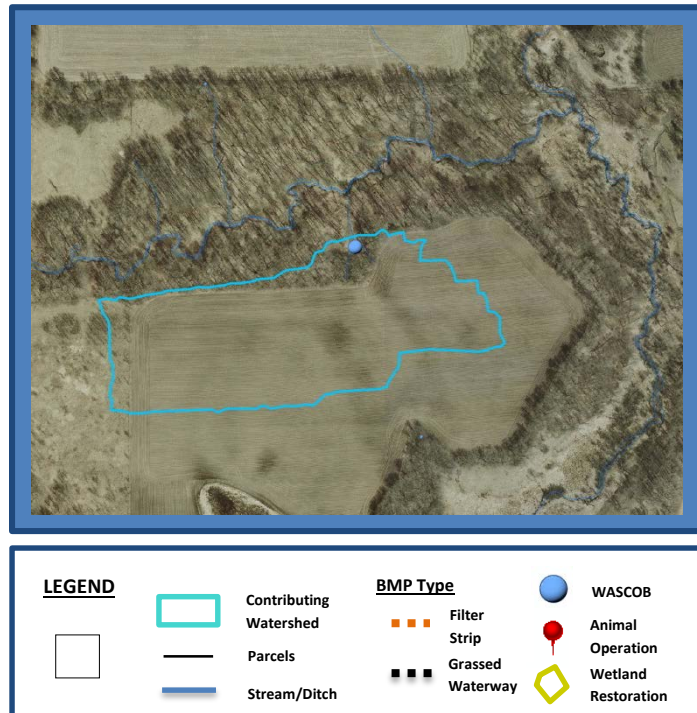 LEGEND
Contributing
Watershed
Parcels
Stream/Ditch
BMP Type
Filter
Strip
Grassed
Waterway
WASCOB
Animal
Operation
Wetland
Restoration